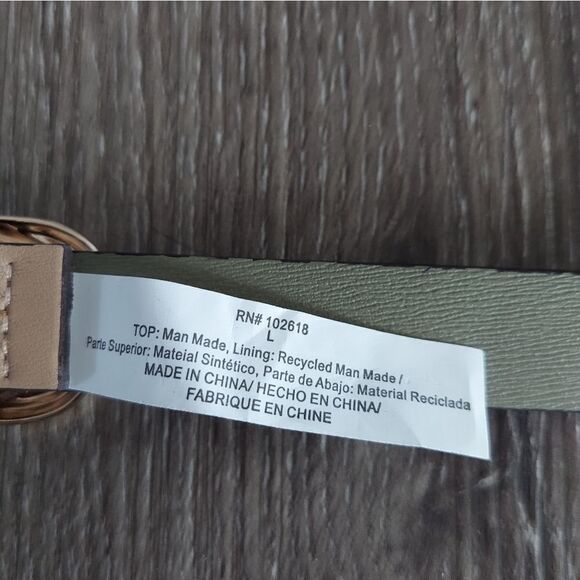 RN# 102618
L
TOP: Man Made, Lining: Recycled Man Made /
Parte Superior: Mateial Sintético, Parte de Abajo: Material Reciclada
MADE IN CHINA/ HECHO EN CHINA/
FABRIQUE EN CHINE